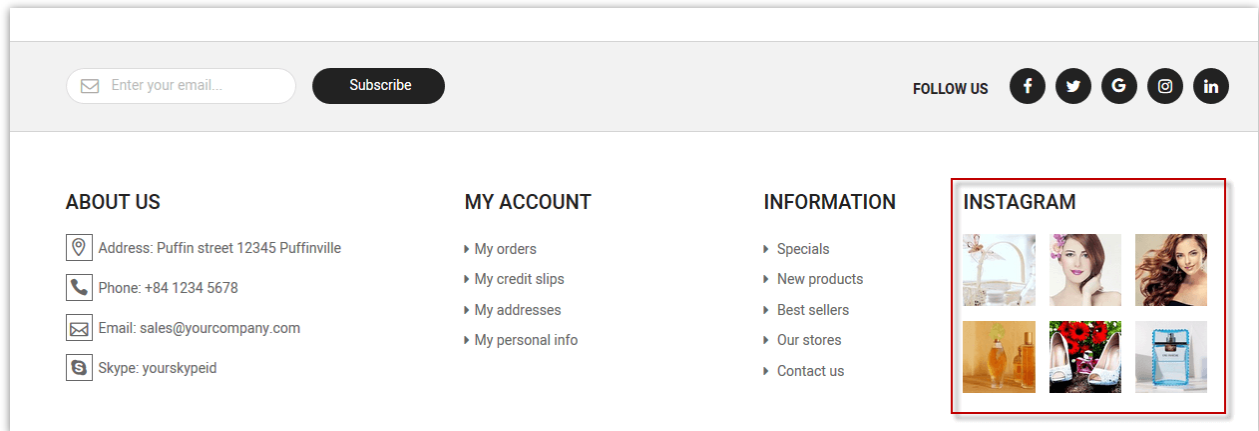 Enter your email...
Subscribe
FOLLOW US
ABOUT US
Address: Puffin street 12345 Puffinville
Phone: +84 1234 5678
Email: sales@yourcompany.com
Skype: yourskypeid
MY ACCOUNT
My orders
My credit slips
My addresses
My personal info
INFORMATION
Specials
New products
Best sellers
Our stores
Contact us
INSTAGRAM